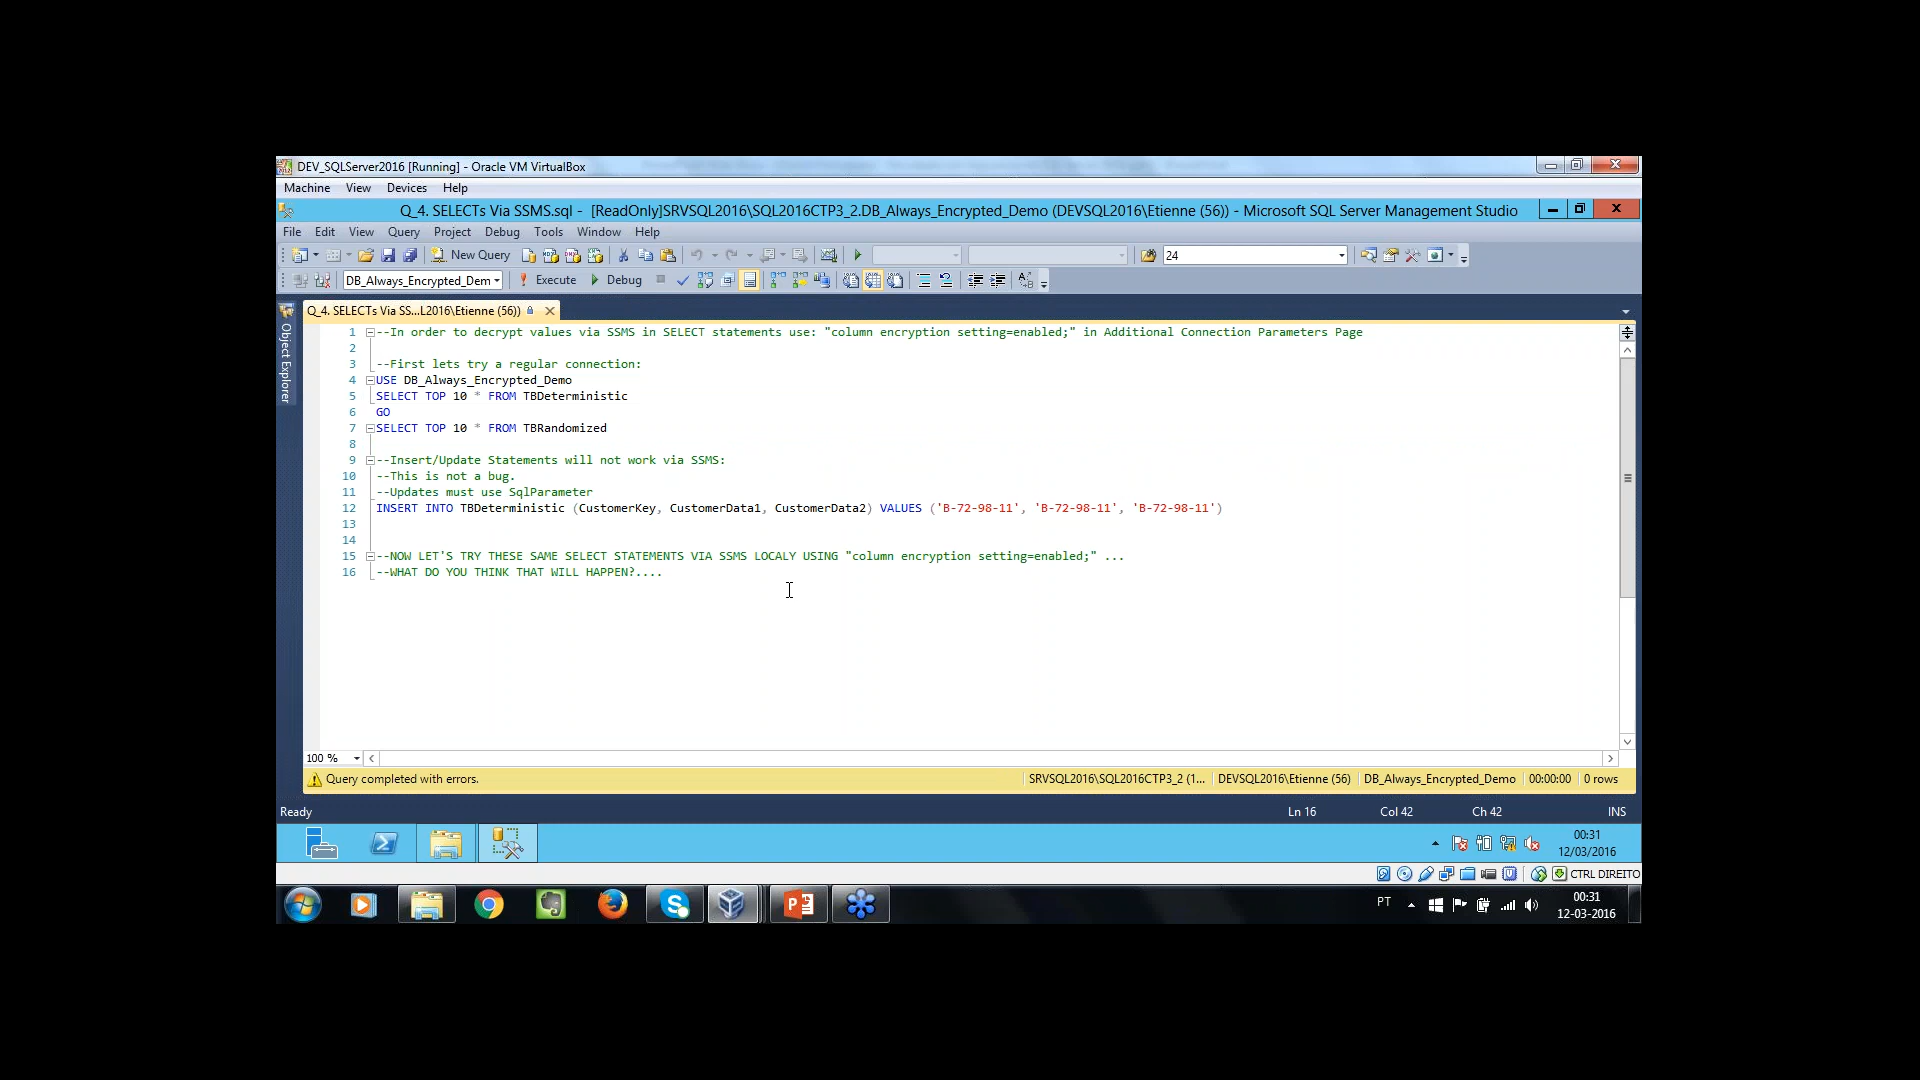 DEV_SQLServer2016 [Running] - Oracle VM VirtualBox
Machine View Devices Help
Q_4. SELECTs Via SSMS.sql - [ReadOnly]SRVSQL2016\SQL2016CTP3_2.DB_Always_Encrypted_Demo (DEVSQL2016\Etienne (56)) - Microsoft SQL Server Management Studio
File Edit View Query Project Debug Tools Window Help
New Query 24
DB_Always_Encrypted_Dem Execute Debug
Q_4. SELECTs Via SS...L2016\Etienne (56))
Object Explorer
1 --In order to decrypt values via SSMS in SELECT statements use: "column encryption setting=enabled;" in Additional Connection Parameters Page
2
3 --First lets try a regular connection:
4 USE DB_Always_Encrypted_Demo
5 SELECT TOP 10 * FROM TBDeterministic
6 GO
7 SELECT TOP 10 * FROM TBRandomized
8
9 --Insert/Update Statements will not work via SSMS:
10 --This is not a bug.
11 --Updates must use SqlParameter
12 INSERT INTO TBDeterministic (CustomerKey, CustomerData1, CustomerData2) VALUES ('B-72-98-11', 'B-72-98-11', 'B-72-98-11')
13
14
15 --NOW LET'S TRY THESE SAME SELECT STATEMENTS VIA SSMS LOCALY USING "column encryption setting=enabled;" ...
16 --WHAT DO YOU THINK THAT WILL HAPPEN?....
100 %
Query completed with errors. SRVSQL2016\SQL2016CTP3_2 (1... DEVSQL2016\Etienne (56) DB_Always_Encrypted_Demo 00:00:00 0 rows
Ready Ln 16 Col 42 Ch 42 INS
00:31
12/03/2016
CTRL DIREITO
PT
00:31
12-03-2016